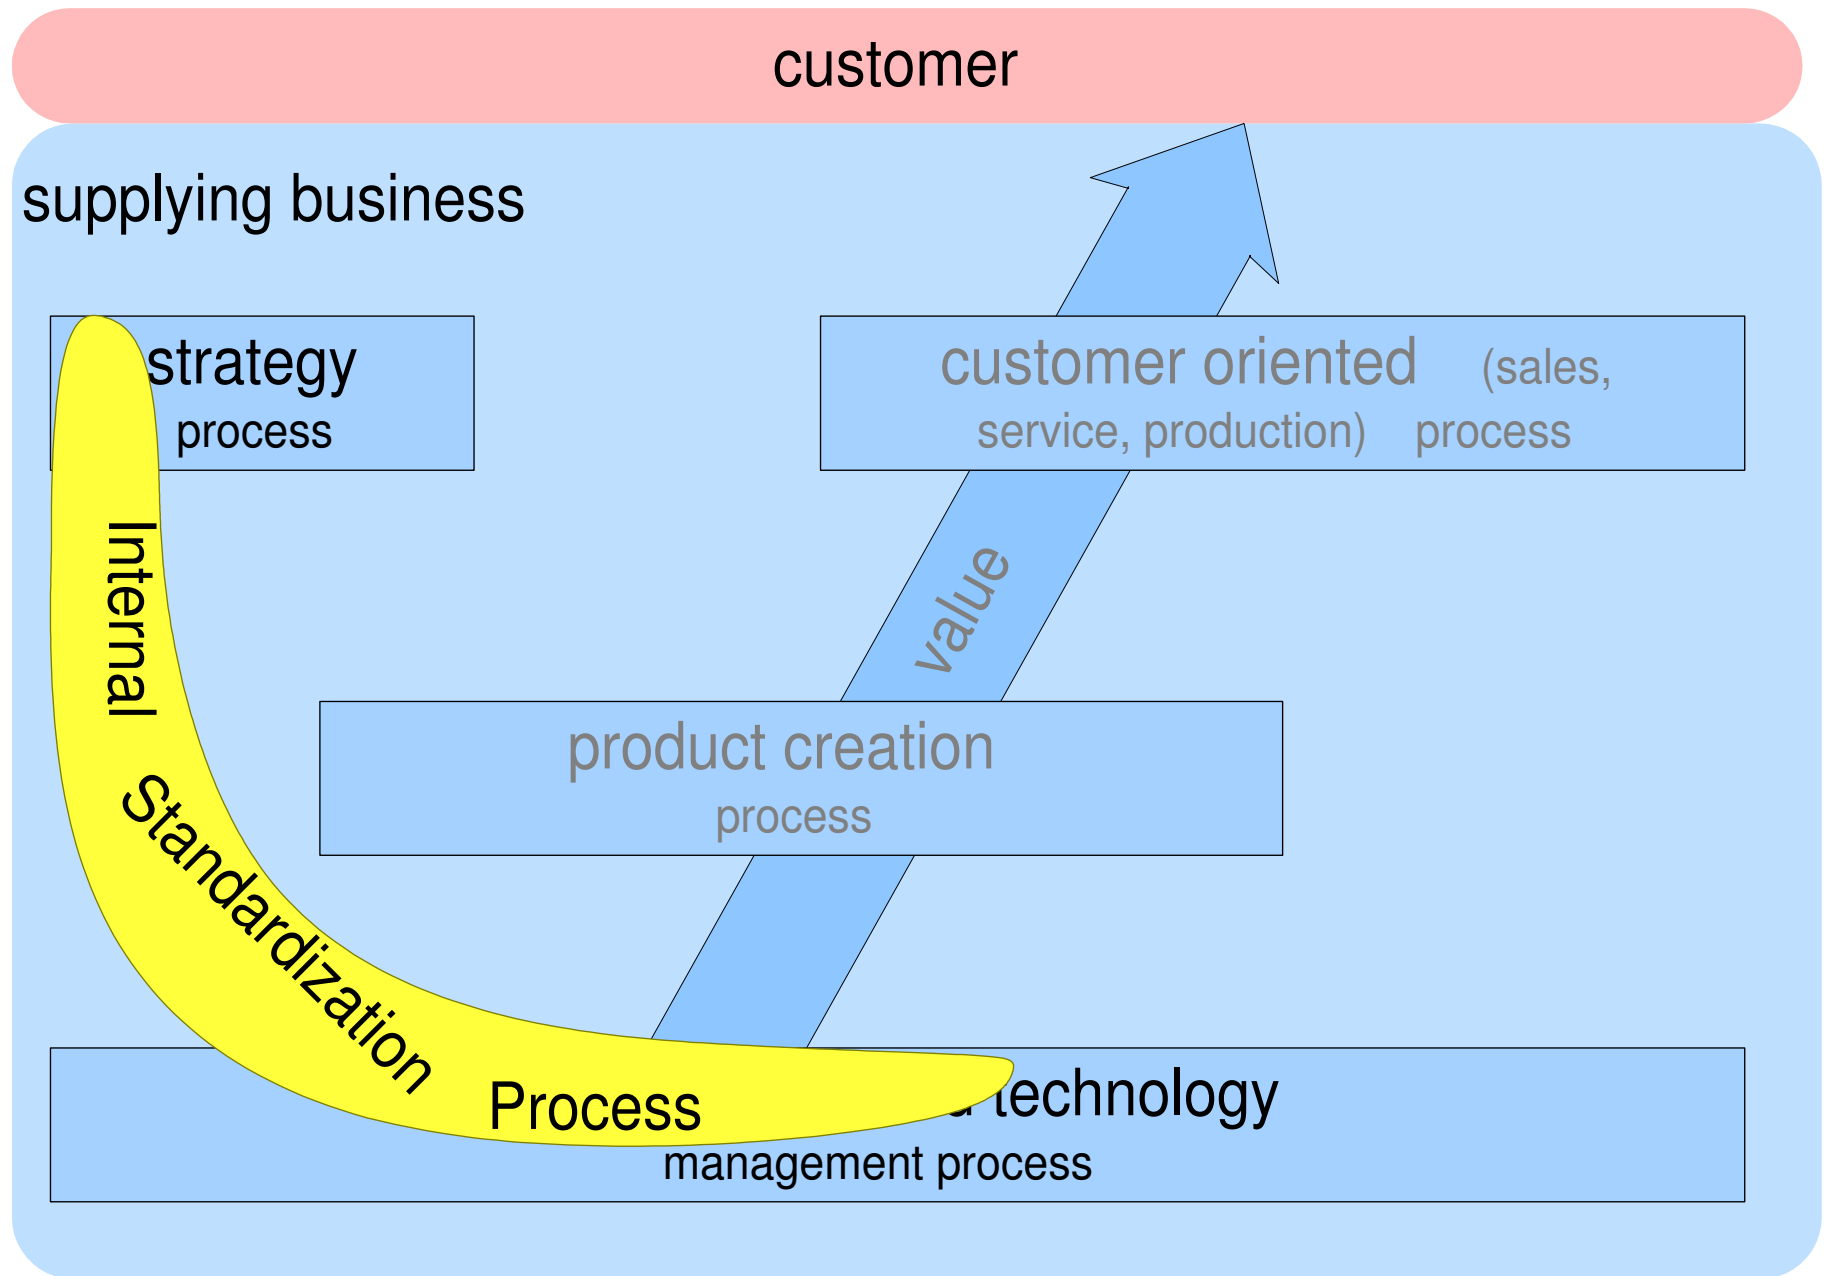 customer
supplying business
strategy
process
customer oriented (sales,
service, production) process
value
product creation
process
Internal
Standardization
Process
technology
management process